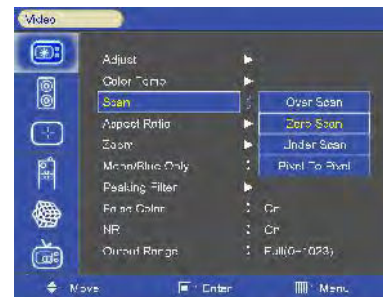 Video
Adjust
Color Temp
Scan : Over Scan
Aspect Ratio Zero Scan
Zoom Under Scan
Mono/Blue Only : Pixel To Pixel
Peaking Filter
False Color : On
NR : On
Output Range : Full(0~1023)
Move : Enter : Menu